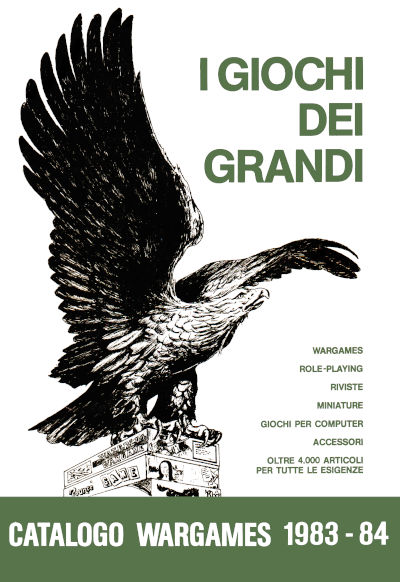 I GIOCHI
DEI
GRANDI
WARGAMES
ROLE-PLAYING
RIVISTE
MINIATURE
GIOCHI PER COMPUTER
ACCESSORI
OLTRE 4.000 ARTICOLI
PER TUTTE LE ESIGENZE
CATALOGO WARGAMES 1983-84